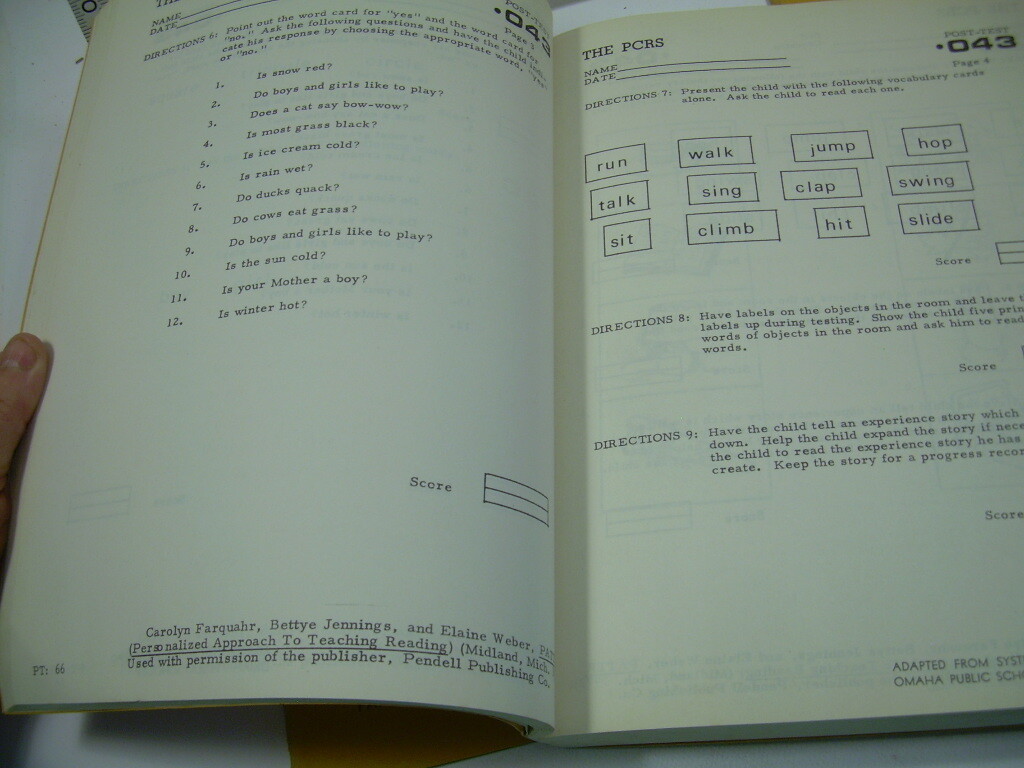 NAME
DATE
POST-TEST
.043
Page 3
DIRECTIONS 6: Point out the word card for "yes" and the word card for
"no." Ask the following questions and have the child
cate his response by choosing the appropriate word,
or "no."
1. Is snow red?
2. Do boys and girls like to play?
3. Does a cat say bow-wow?
4. Is most grass black?
5. Is ice cream cold?
6. Is rain wet?
7. Do ducks quack?
8. Do cows eat grass?
9. Do boys and girls like to play?
10. Is the sun cold?
11. Is your Mother a boy?
12. Is winter hot?
Score
Carolyn Farquahr, Bettye Jennings, and Elaine Weber,
(Personalized Approach To Teaching Reading) (Midland, Mich.
Used with permission of the publisher, Pendell Publishing Co.
PT: 66
THE PCRS
POST-TEST
.043
Page 4
NAME
DATE
DIRECTIONS 7: Present the child with the following vocabulary cards
alone. Ask the child to read each one.
run walk jump hop
talk sing clap swing
sit climb hit slide
Score
DIRECTIONS 8: Have labels on the objects in the room and leave
labels up during testing. Show the child five
words of objects in the room and ask him to read
words.
Score
DIRECTIONS 9: Have the child tell an experience story which
down. Help the child expand the story if
the child to read the experience story he has
create. Keep the story for a progress
Score
ADAPTED FROM
OMAHA PUBLIC